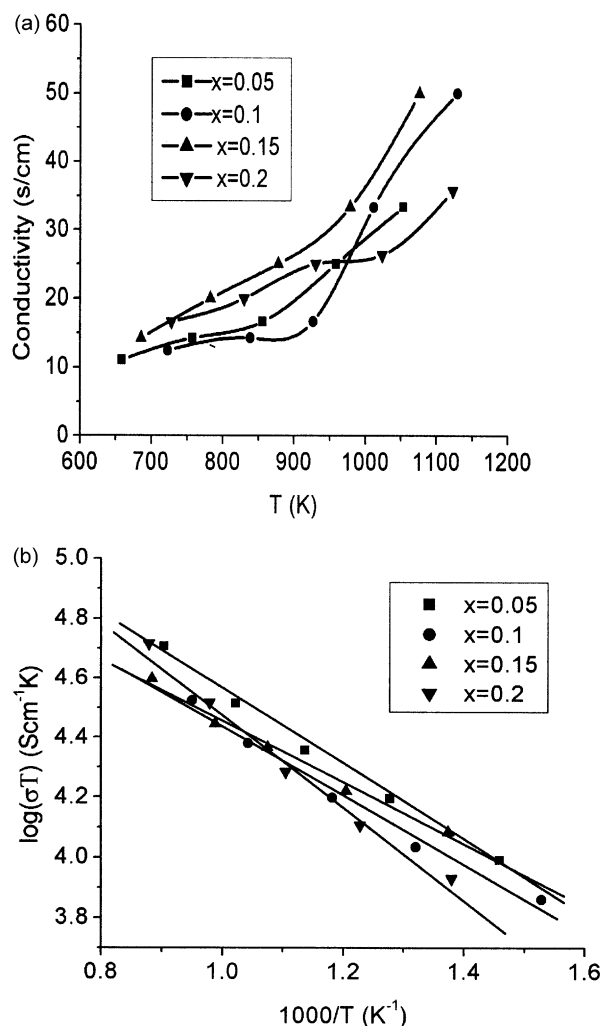 (a)
x=0.05
x=0.1
x=0.15
x=0.2
Conductivity (s/cm)
60
50
40
30
20
10
0
600 700 800 900 1000 1100 1200
T (K)
(b)
x=0.05
x=0.1
x=0.15
x=0.2
log(σT) (Scm⁻¹K)
5.0
4.8
4.6
4.4
4.2
4.0
3.8
0.8 1.0 1.2 1.4 1.6
1000/T (K⁻¹)